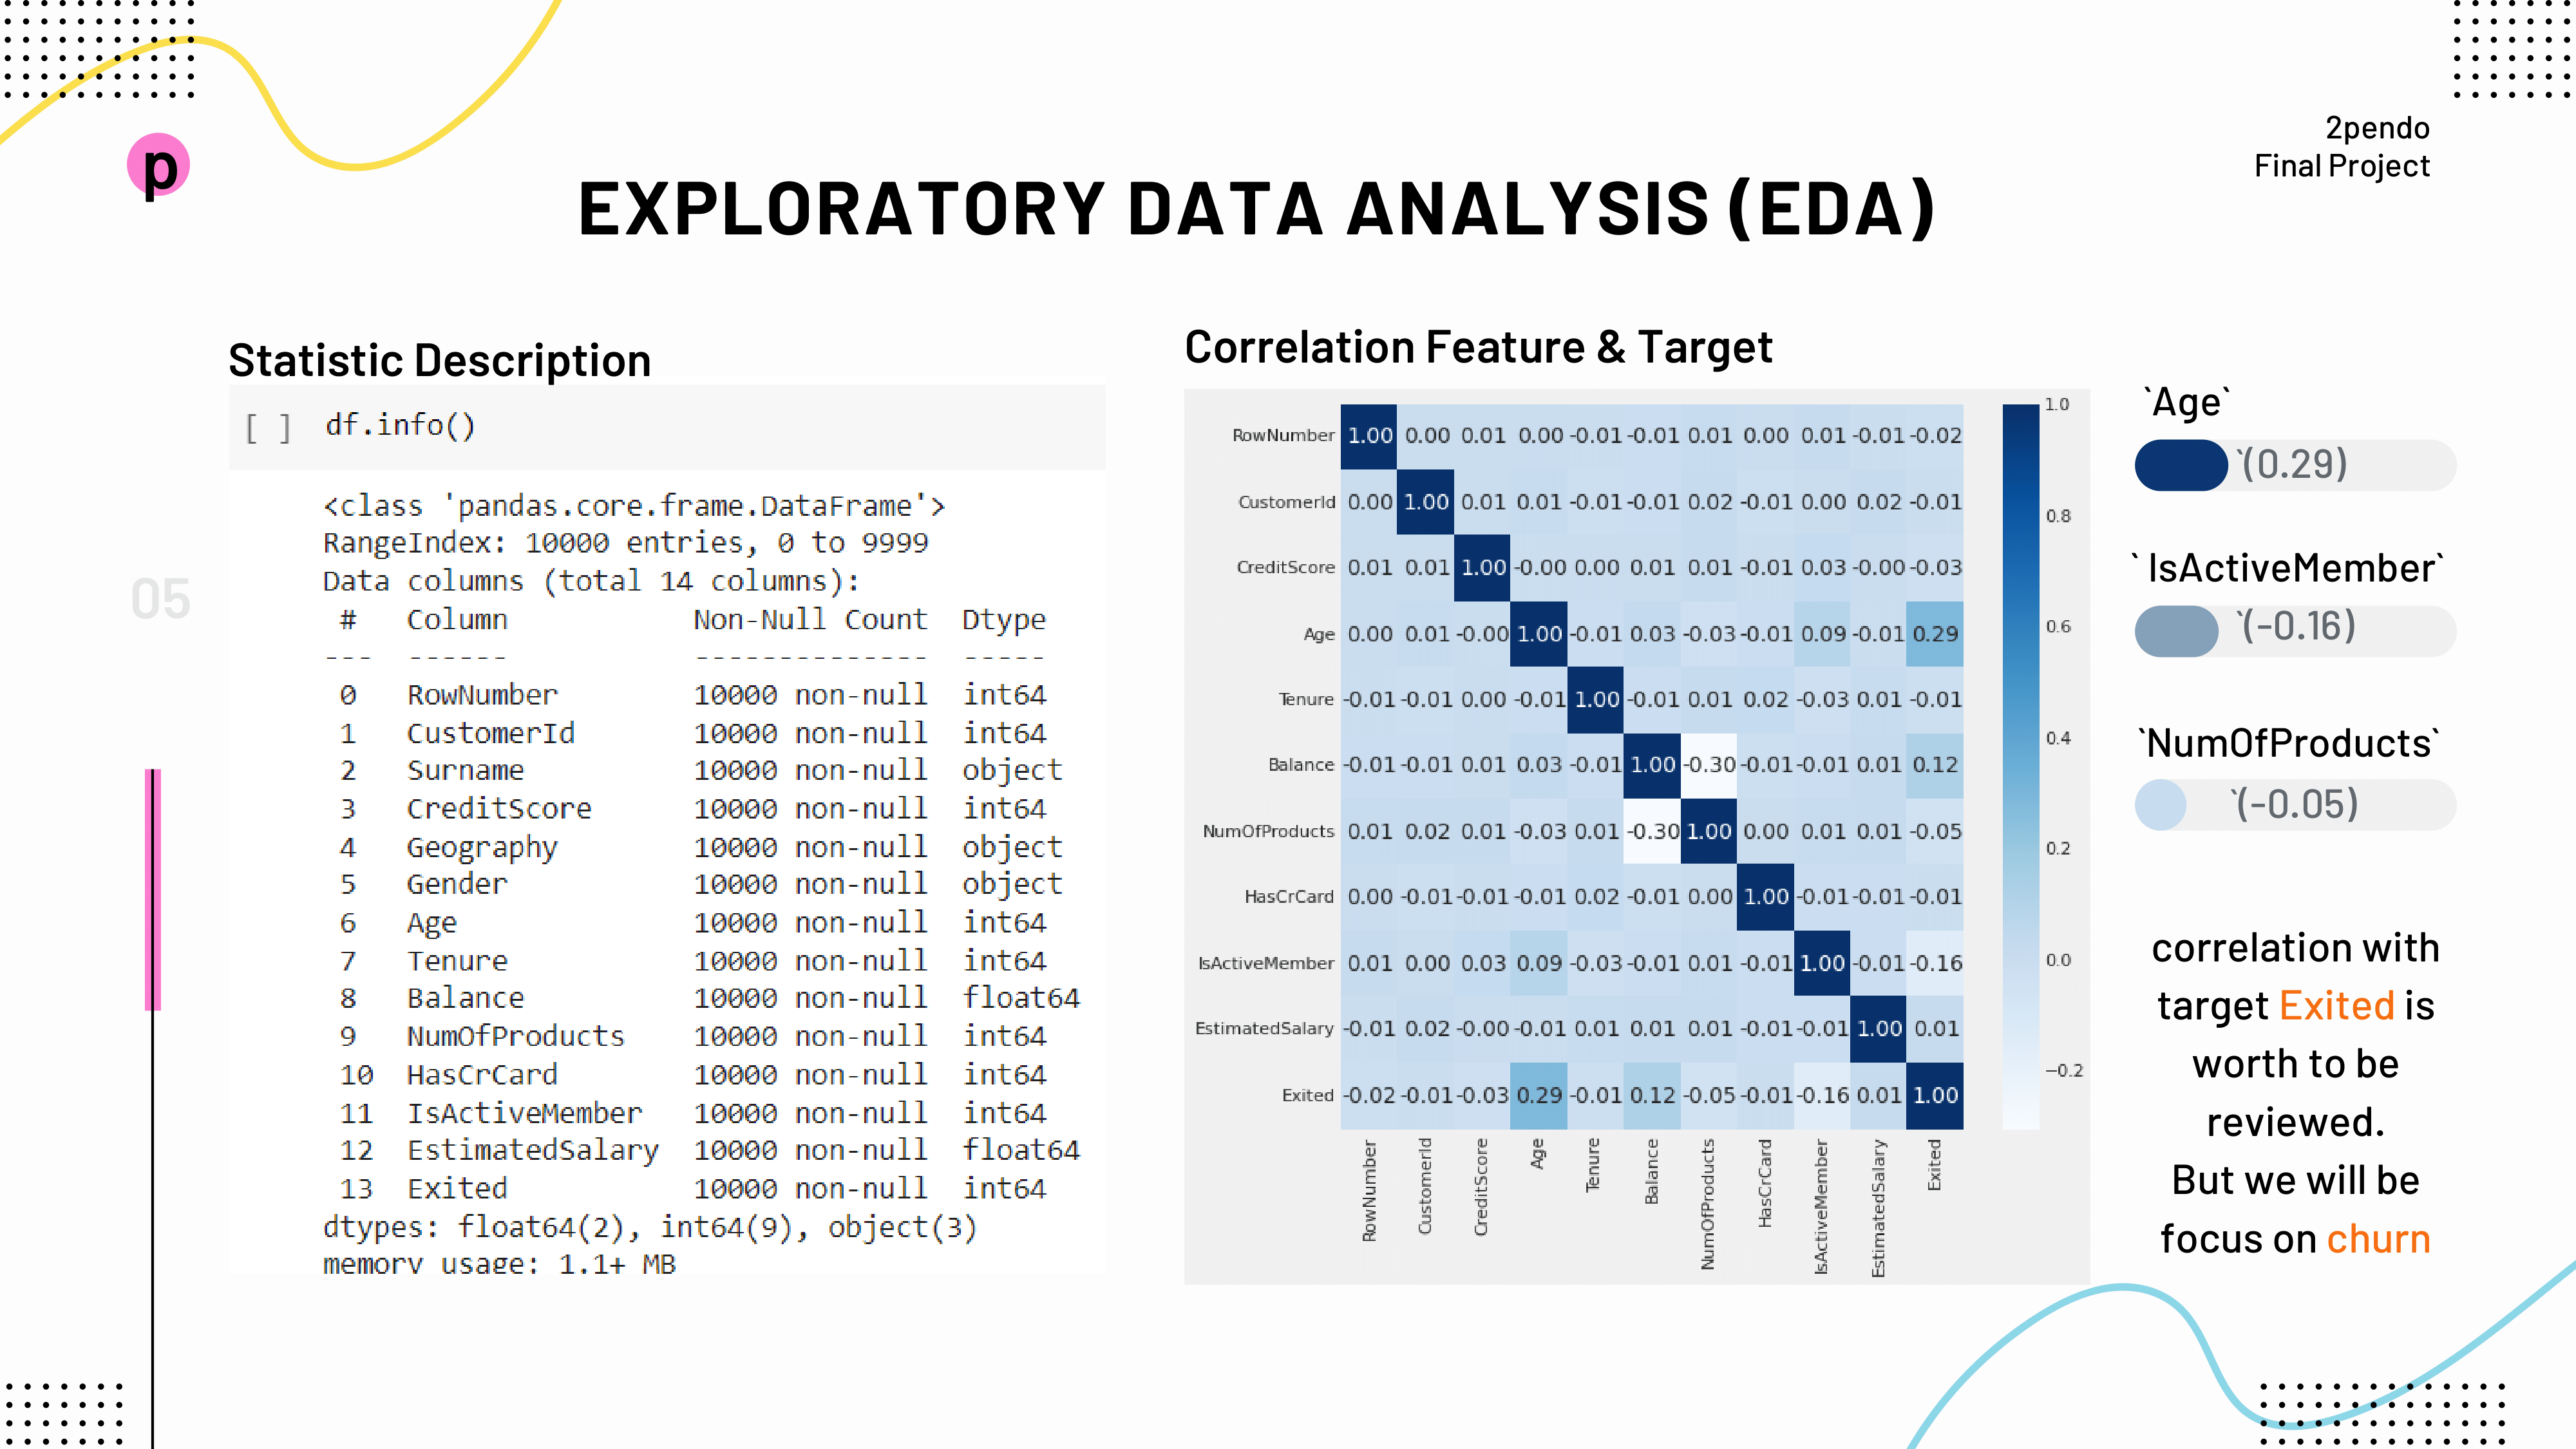 p
2pendo
Final Project
EXPLORATORY DATA ANALYSIS (EDA)
05
Statistic Description
[ ] df.info()
<class 'pandas.core.frame.DataFrame'>
RangeIndex: 10000 entries, 0 to 9999
Data columns (total 14 columns):
# Column Non-Null Count Dtype
--- ------ -------------- -----
0 RowNumber 10000 non-null int64
1 CustomerId 10000 non-null int64
2 Surname 10000 non-null object
3 CreditScore 10000 non-null int64
4 Geography 10000 non-null object
5 Gender 10000 non-null object
6 Age 10000 non-null int64
7 Tenure 10000 non-null int64
8 Balance 10000 non-null float64
9 NumOfProducts 10000 non-null int64
10 HasCrCard 10000 non-null int64
11 IsActiveMember 10000 non-null int64
12 EstimatedSalary 10000 non-null float64
13 Exited 10000 non-null int64
dtypes: float64(2), int64(9), object(3)
memory usage: 1.1+ MB
Correlation Feature & Target
RowNumber 1.00 0.00 0.01 0.00 -0.01 -0.01 0.01 0.00 0.01 -0.01 -0.02
CustomerId 0.00 1.00 0.01 0.01 -0.01 -0.01 0.02 -0.01 0.00 0.02 -0.01
CreditScore 0.01 0.01 1.00 -0.00 0.00 0.01 0.01 -0.01 0.03 -0.00 -0.03
Age 0.00 0.01 -0.00 1.00 -0.01 0.03 -0.03 -0.01 0.09 -0.01 0.29
Tenure -0.01 -0.01 0.00 -0.01 1.00 -0.01 0.01 0.02 -0.03 0.01 -0.01
Balance -0.01 -0.01 0.01 0.03 -0.01 1.00 -0.30 -0.01 -0.01 0.01 0.12
NumOfProducts 0.01 0.02 0.01 -0.03 0.01 -0.30 1.00 0.00 0.01 0.01 -0.05
HasCrCard 0.00 -0.01 -0.01 -0.01 0.02 -0.01 0.00 1.00 -0.01 -0.01 -0.01
IsActiveMember 0.01 0.00 0.03 0.09 -0.03 -0.01 0.01 -0.01 1.00 -0.01 -0.16
EstimatedSalary -0.01 0.02 -0.00 -0.01 0.01 0.01 0.01 -0.01 -0.01 1.00 0.01
Exited -0.02 -0.01 -0.03 0.29 -0.01 0.12 -0.05 -0.01 -0.16 0.01 1.00
RowNumber CustomerId CreditScore Age Tenure Balance NumOfProducts HasCrCard IsActiveMember EstimatedSalary Exited
1.0
0.8
0.6
0.4
0.2
0.0
−0.2
`Age`
`(0.29)
` IsActiveMember`
`(-0.16)
`NumOfProducts`
`(-0.05)
correlation with
target Exited is
worth to be
reviewed.
But we will be
focus on churn